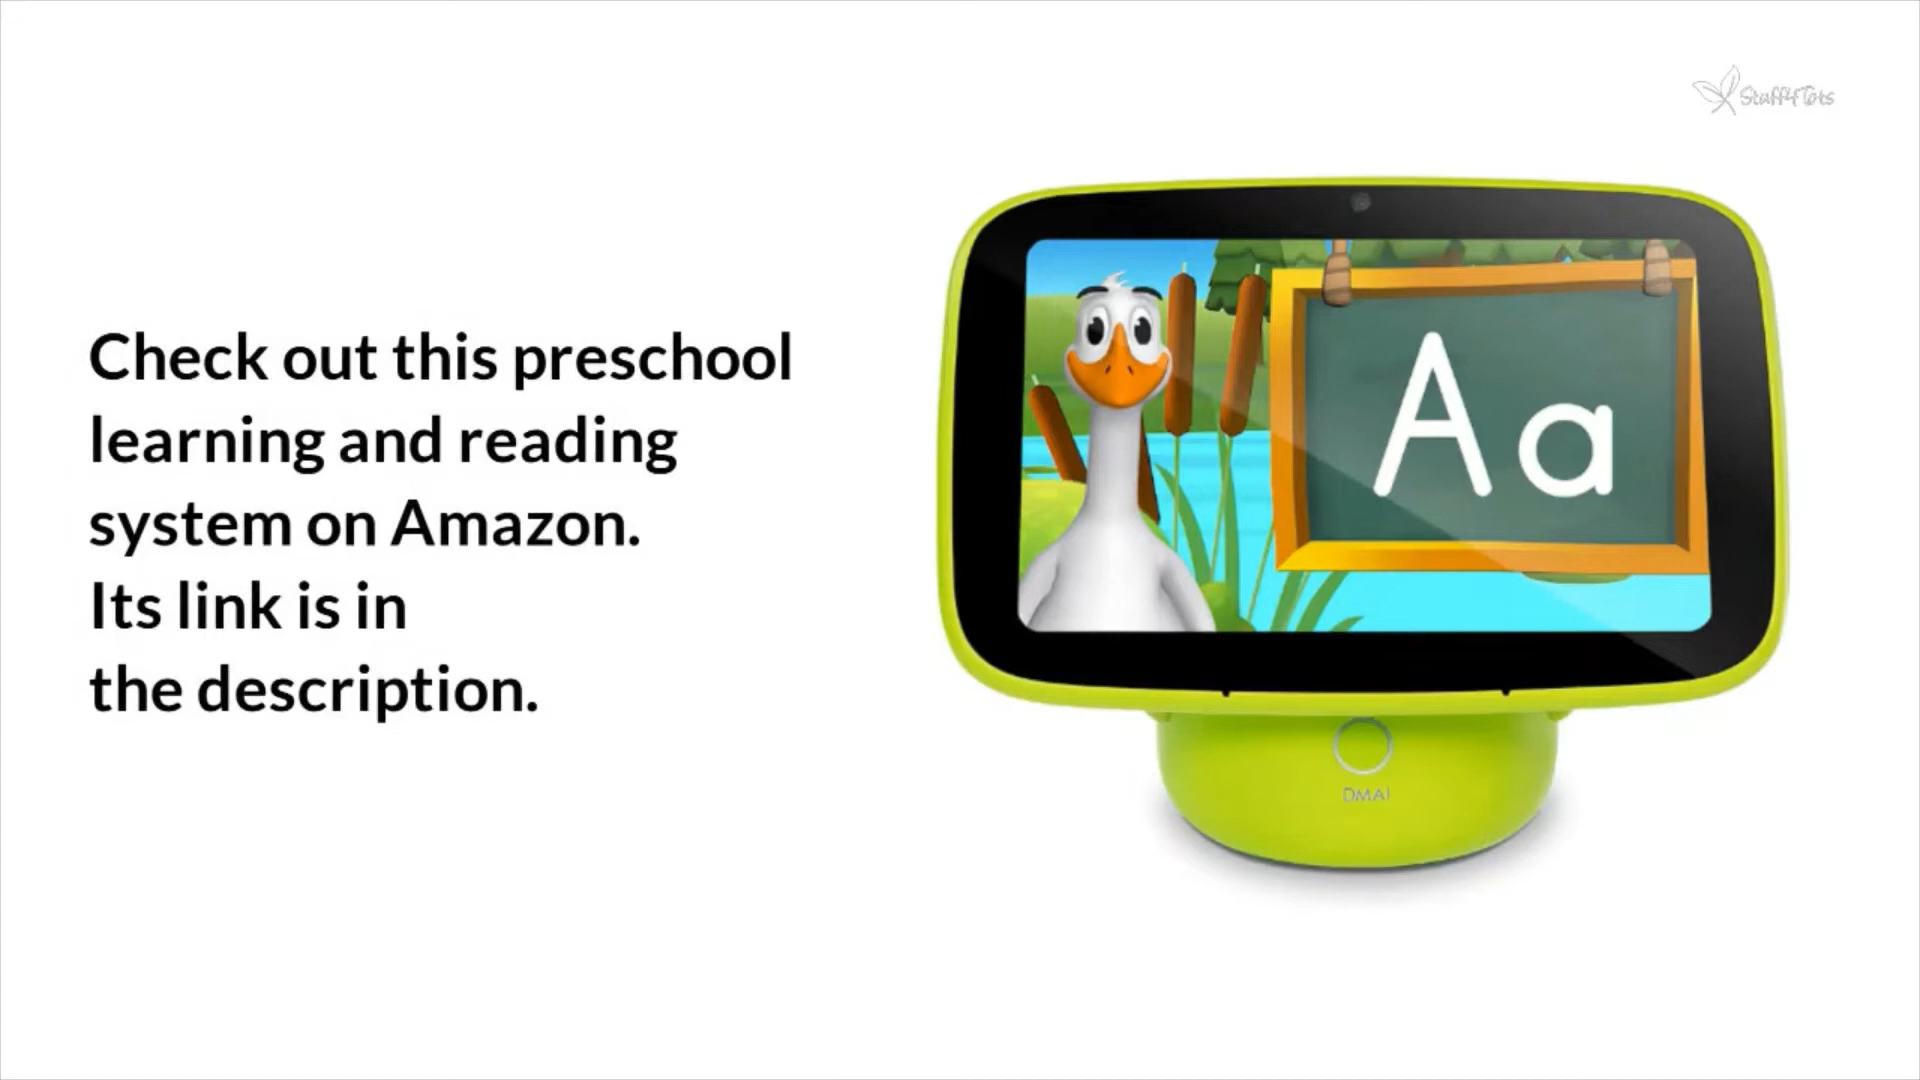 Stuff4Tots
Check out this preschool
learning and reading
system on Amazon.
Its link is in
the description.
Aa
DMAI